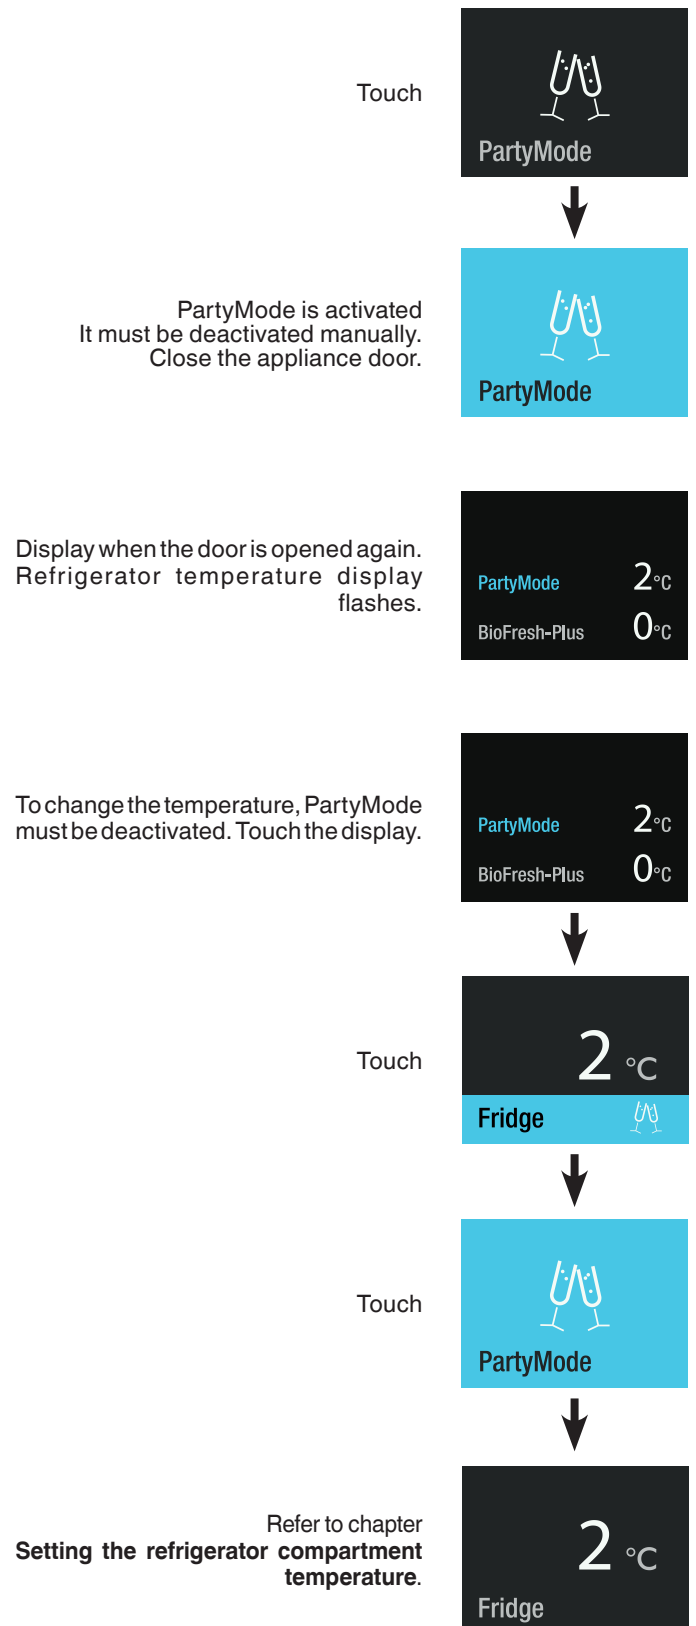 Touch
PartyMode
PartyMode is activated
It must be deactivated manually.
Close the appliance door.
PartyMode
Display when the door is opened again.
Refrigerator temperature display
flashes.
PartyMode 2°C
BioFresh-Plus 0°C
To change the temperature, PartyMode
must be deactivated. Touch the display.
PartyMode 2°C
BioFresh-Plus 0°C
Touch
2 °C
Fridge
Touch
PartyMode
Refer to chapter
Setting the refrigerator compartment
temperature.
2 °C
Fridge